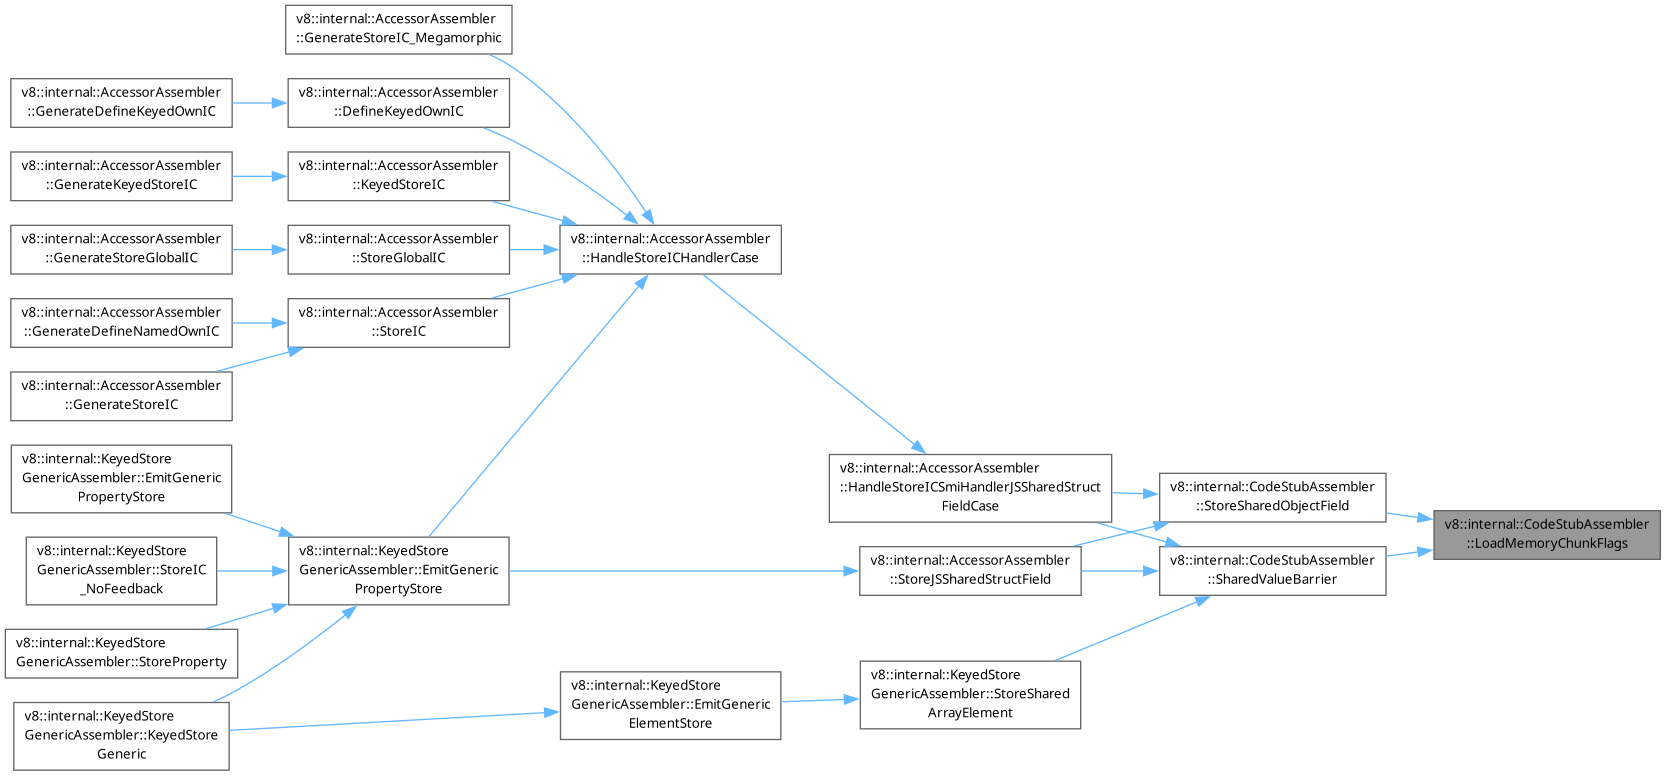 v8::internal::AccessorAssembler
::GenerateStoreIC_Megamorphic
v8::internal::AccessorAssembler
::GenerateDefineKeyedOwnIC
v8::internal::AccessorAssembler
::DefineKeyedOwnIC
v8::internal::AccessorAssembler
::GenerateKeyedStoreIC
v8::internal::AccessorAssembler
::KeyedStoreIC
v8::internal::AccessorAssembler
::GenerateStoreGlobalIC
v8::internal::AccessorAssembler
::StoreGlobalIC
v8::internal::AccessorAssembler
::HandleStoreICHandlerCase
v8::internal::AccessorAssembler
::GenerateDefineNamedOwnIC
v8::internal::AccessorAssembler
::StoreIC
v8::internal::AccessorAssembler
::GenerateStoreIC
v8::internal::KeyedStore
GenericAssembler::EmitGeneric
PropertyStore
v8::internal::AccessorAssembler
::HandleStoreICSmiHandlerJSSharedStruct
FieldCase
v8::internal::CodeStubAssembler
::StoreSharedObjectField
v8::internal::CodeStubAssembler
::LoadMemoryChunkFlags
v8::internal::KeyedStore
GenericAssembler::StoreIC
_NoFeedback
v8::internal::KeyedStore
GenericAssembler::EmitGeneric
PropertyStore
v8::internal::AccessorAssembler
::StoreJSSharedStructField
v8::internal::CodeStubAssembler
::SharedValueBarrier
v8::internal::KeyedStore
GenericAssembler::StoreProperty
v8::internal::KeyedStore
GenericAssembler::StoreShared
ArrayElement
v8::internal::KeyedStore
GenericAssembler::EmitGeneric
ElementStore
v8::internal::KeyedStore
GenericAssembler::KeyedStore
Generic